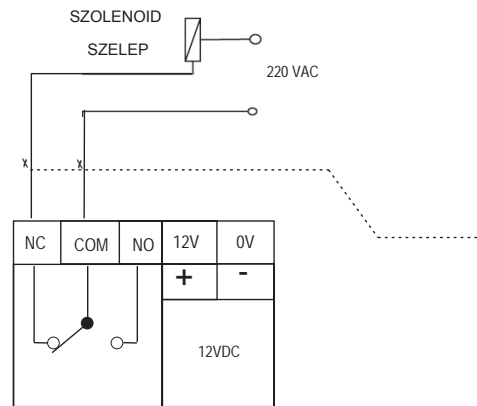 SZOLENOID
SZELEP
220 VAC
x x
NC COM NO 12V 0V
+ -
12VDC